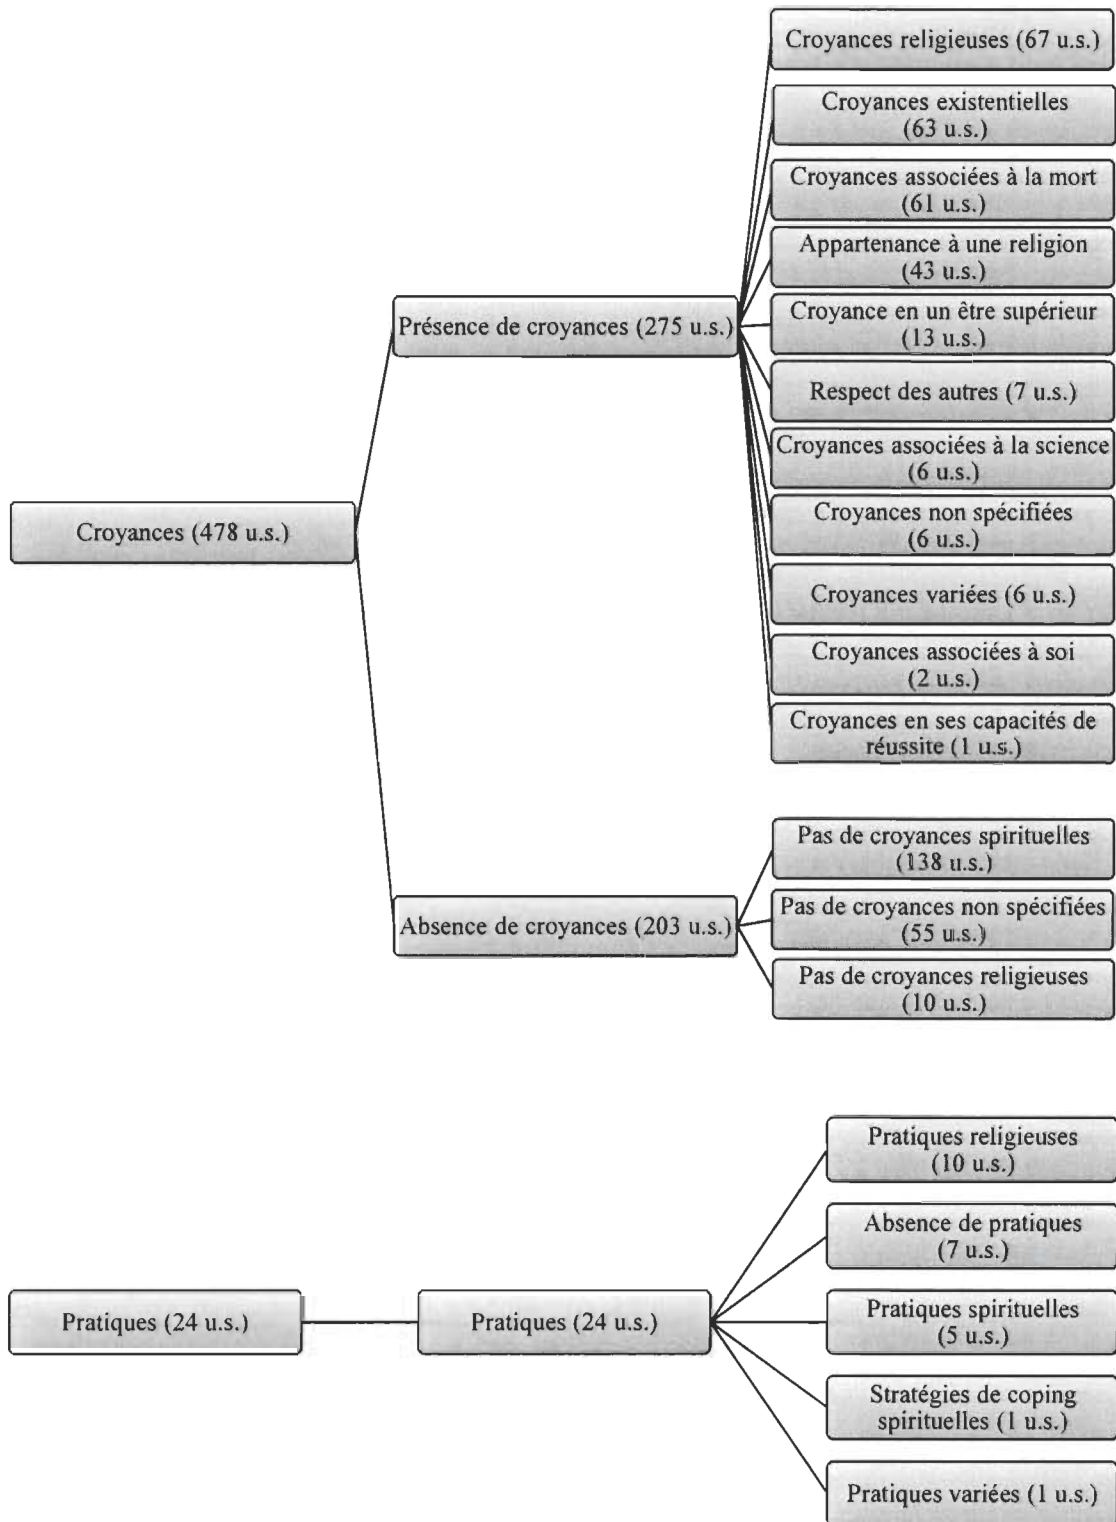 Croyances (478 u.s.)
Présence de croyances (275 u.s.)
Croyances religieuses (67 u.s.)
Croyances existentielles
(63 u.s.)
Croyances associées à la mort
(61 u.s.)
Appartenance à une religion
(43 u.s.)
Croyance en un être supérieur
(13 u.s.)
Respect des autres (7 u.s.)
Croyances associées à la science
(6 u.s.)
Croyances non spécifiées
(6 u.s.)
Croyances variées (6 u.s.)
Croyances associées à soi
(2 u.s.)
Croyances en ses capacités de
réussite (1 u.s.)
Absence de croyances (203 u.s.)
Pas de croyances spirituelles
(138 u.s.)
Pas de croyances non spécifiées
(55 u.s.)
Pas de croyances religieuses
(10 u.s.)
Pratiques (24 u.s.)
Pratiques (24 u.s.)
Pratiques religieuses
(10 u.s.)
Absence de pratiques
(7 u.s.)
Pratiques spirituelles
(5 u.s.)
Stratégies de coping
spirituelles (1 u.s.)
Pratiques variées (1 u.s.)